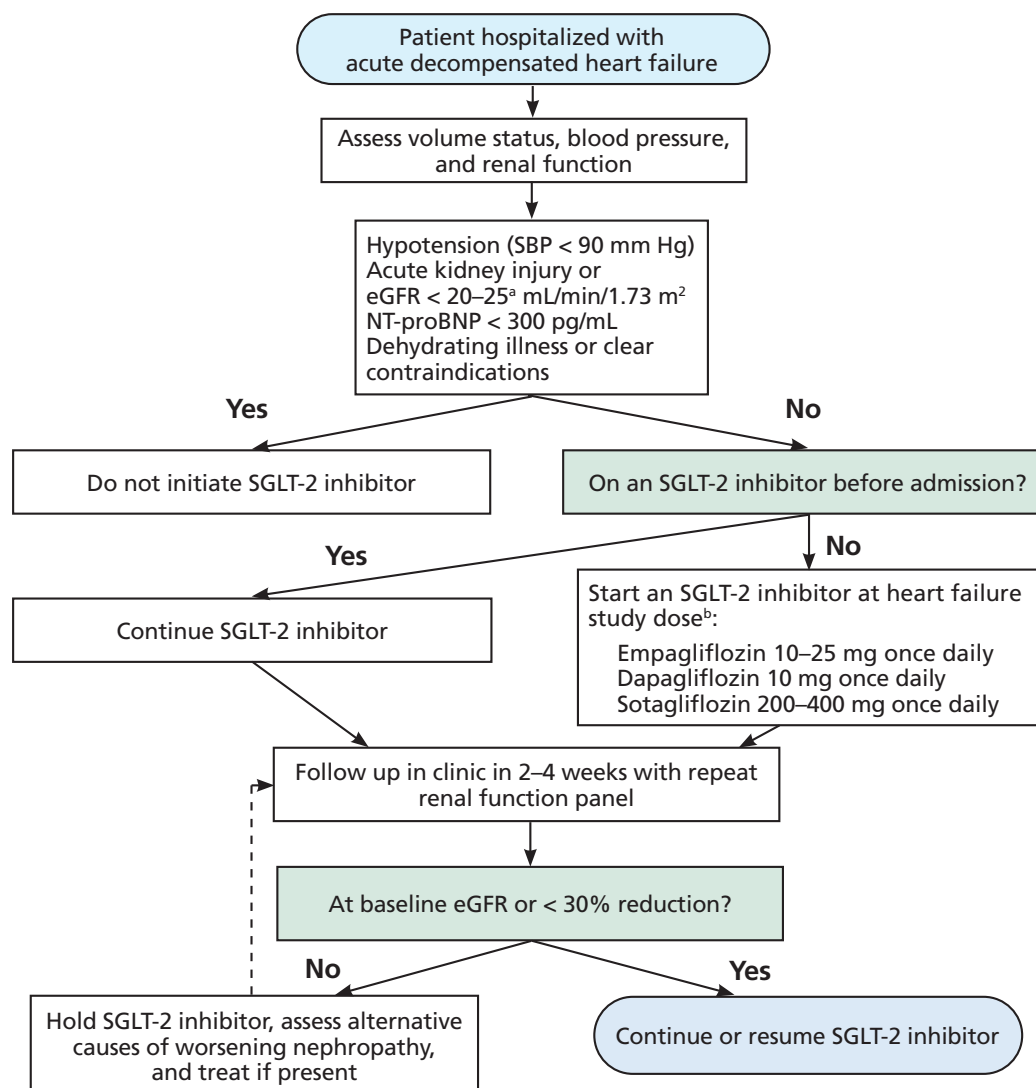 Patient hospitalized with
acute decompensated heart failure
Assess volume status, blood pressure,
and renal function
Hypotension (SBP < 90 mm Hg)
Acute kidney injury or
eGFR < 20–25ᵃ mL/min/1.73 m²
NT-proBNP < 300 pg/mL
Dehydrating illness or clear
contraindications
Yes
No
Do not initiate SGLT-2 inhibitor
On an SGLT-2 inhibitor before admission?
Yes
No
Continue SGLT-2 inhibitor
Start an SGLT-2 inhibitor at heart failure
study doseᵇ:
Empagliflozin 10–25 mg once daily
Dapagliflozin 10 mg once daily
Sotagliflozin 200–400 mg once daily
Follow up in clinic in 2–4 weeks with repeat
renal function panel
At baseline eGFR or < 30% reduction?
No
Yes
Hold SGLT-2 inhibitor, assess alternative
causes of worsening nephropathy,
and treat if present
Continue or resume SGLT-2 inhibitor